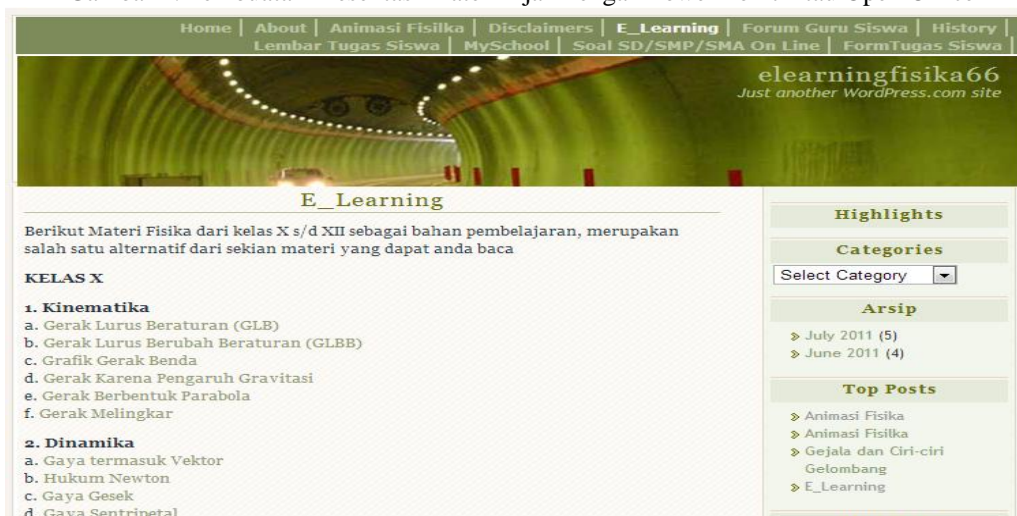 Home | About | Animasi Fisilka | Disclaimers | E_Learning | Forum Guru Siswa | History |
Lembar Tugas Siswa | MySchool | Soal SD/SMP/SMA On Line | FormTugas Siswa
elearningfisika66
Just another WordPress.com site
E_Learning
Berikut Materi Fisika dari kelas X s/d XII sebagai bahan pembelajaran, merupakan
salah satu alternatif dari sekian materi yang dapat anda baca
KELAS X
1. Kinematika
a. Gerak Lurus Beraturan (GLB)
b. Gerak Lurus Berubah Beraturan (GLBB)
c. Grafik Gerak Benda
d. Gerak Karena Pengaruh Gravitasi
e. Gerak Berbentuk Parabola
f. Gerak Melingkar
2. Dinamika
a. Gaya termasuk Vektor
b. Hukum Newton
c. Gaya Gesek
d. Gaya Sentripetal
Highlights
Categories
Select Category
Arsip
» July 2011 (5)
» June 2011 (4)
Top Posts
» Animasi Fisika
» Animasi Fisilka
» Gejala dan Ciri-ciri
Gelombang
» E_Learning